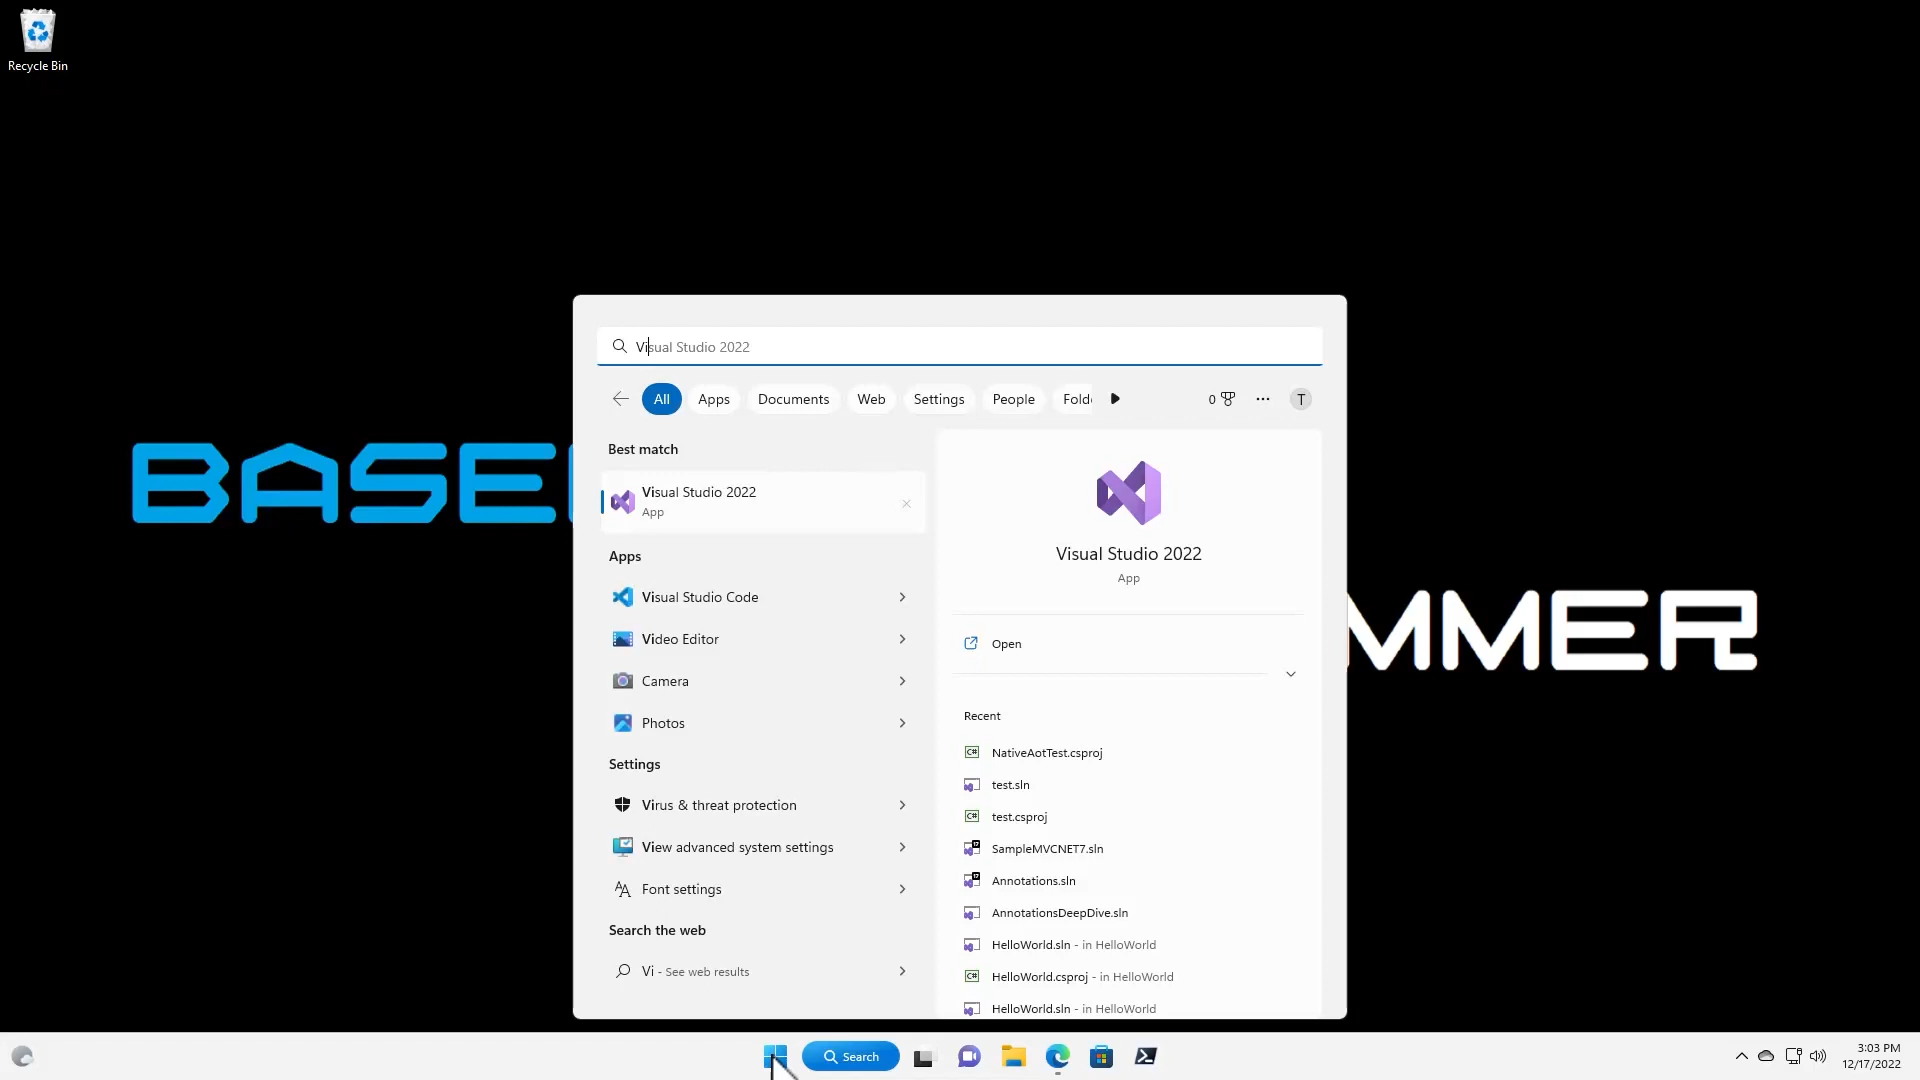 Recycle Bin
Visual Studio 2022
All Apps Documents Web Settings People Folde 0 T
Best match
Visual Studio 2022
App
Apps
Visual Studio Code
Video Editor
Camera
Photos
Settings
Virus & threat protection
View advanced system settings
Font settings
Search the web
Vi - See web results
Visual Studio 2022
App
Open
Recent
NativeAotTest.csproj
test.sln
test.csproj
SampleMVCNET7.sln
Annotations.sln
AnnotationsDeepDive.sln
HelloWorld.sln - in HelloWorld
HelloWorld.csproj - in HelloWorld
HelloWorld.sln - in HelloWorld
BASE
MMER
Search
3:03 PM
12/17/2022